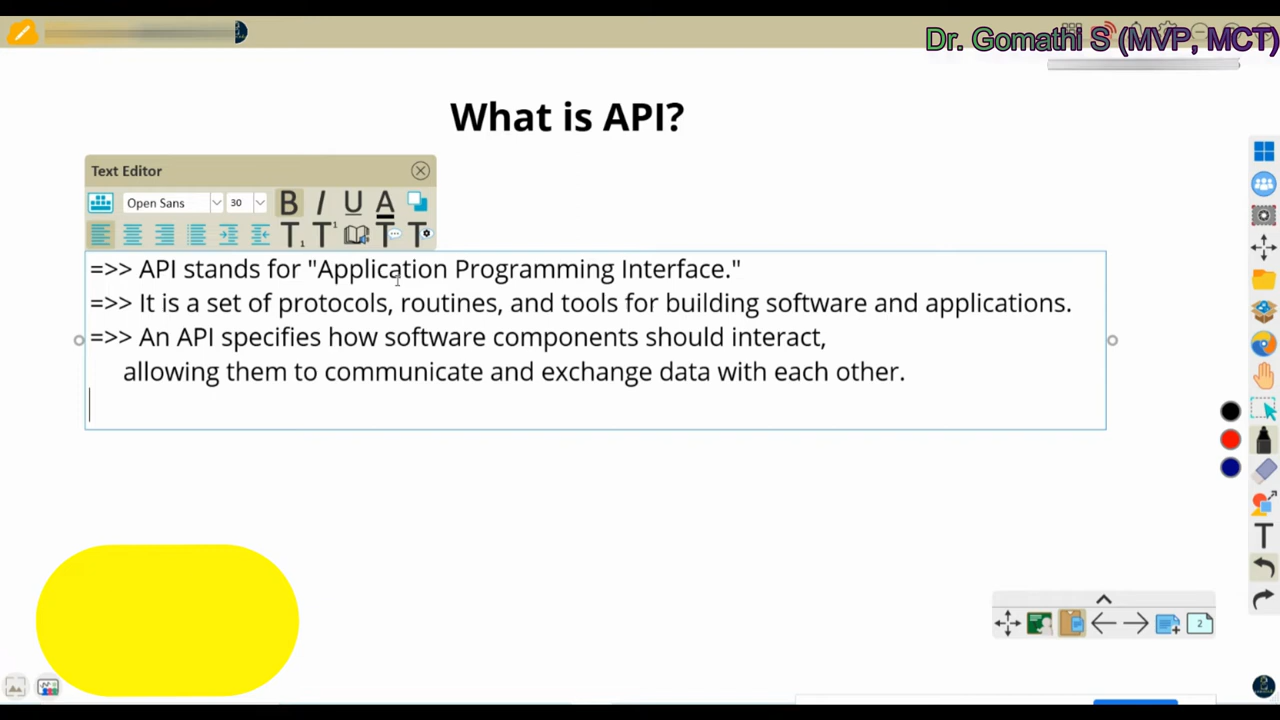 Dr. Gomathi S (MVP, MCT)
What is API?
Text Editor
Open Sans 30 B I U A
T1 T1 T T
=>> API stands for "Application Programming Interface."
=>> It is a set of protocols, routines, and tools for building software and applications.
=>> An API specifies how software components should interact,
allowing them to communicate and exchange data with each other.
T
2